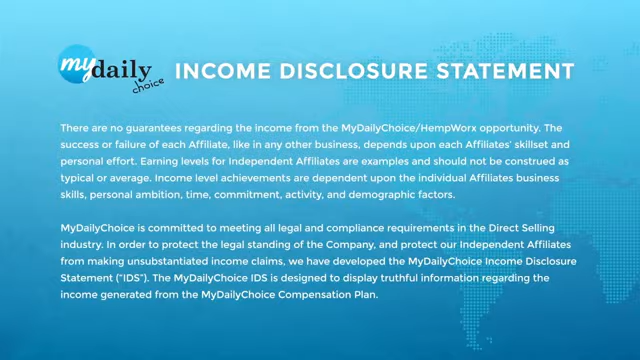 mydaily choice
INCOME DISCLOSURE STATEMENT
There are no guarantees regarding the income from the MyDailyChoice/HempWorx opportunity. The
success or failure of each Affiliate, like in any other business, depends upon each Affiliates' skillset and
personal effort. Earning levels for Independent Affiliates are examples and should not be construed as
typical or average. Income level achievements are dependent upon the individual Affiliates business
skills, personal ambition, time, commitment, activity, and demographic factors.
MyDailyChoice is committed to meeting all legal and compliance requirements in the Direct Selling
industry. In order to protect the legal standing of the Company, and protect our Independent Affiliates
from making unsubstantiated income claims, we have developed the MyDailyChoice Income Disclosure
Statement ("IDS"). The MyDailyChoice IDS is designed to display truthful information regarding the
income generated from the MyDailyChoice Compensation Plan.